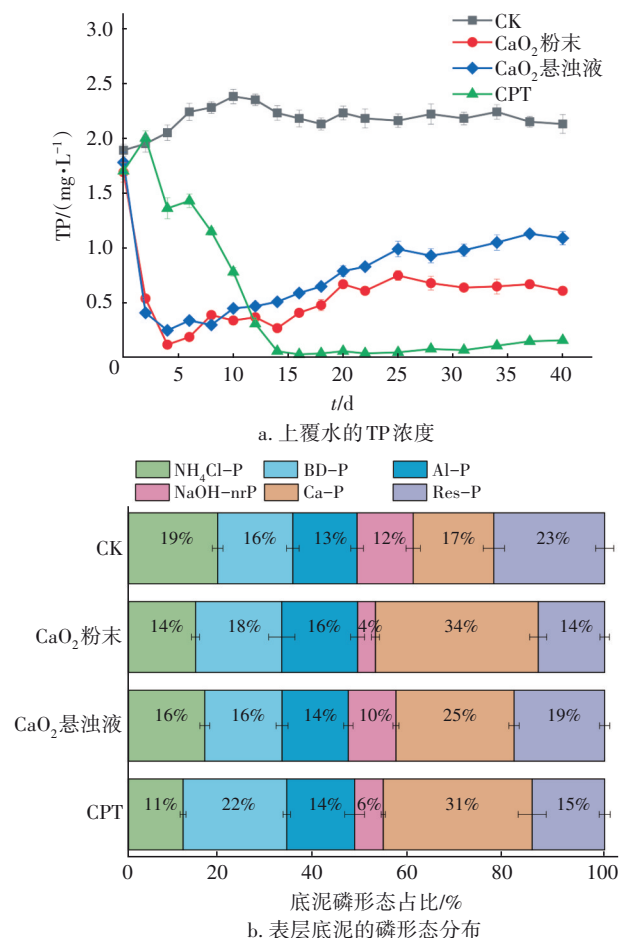 CK
CaO₂粉末
CaO₂悬浊液
CPT
3.0
2.5
2.0
1.5
1.0
0.5
0
TP/(mg·L⁻¹)
5 10 15 20 25 30 35 40
t/d
a. 上覆水的TP浓度
NH₄Cl-P BD-P Al-P
NaOH-nrP Ca-P Res-P
CK 19% 16% 13% 12% 17% 23%
CaO₂粉末 14% 18% 16% 4% 34% 14%
CaO₂悬浊液 16% 16% 14% 10% 25% 19%
CPT 11% 22% 14% 6% 31% 15%
0 20 40 60 80 100
底泥磷形态占比/%
b. 表层底泥的磷形态分布